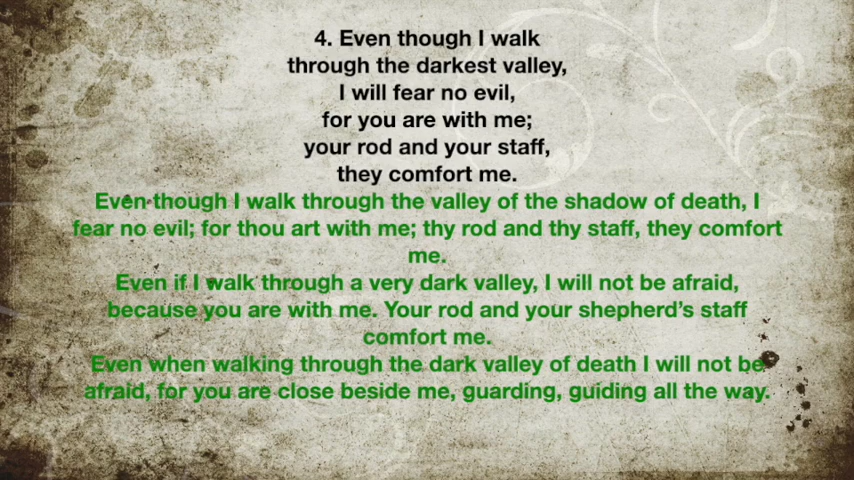 4. Even though I walk
through the darkest valley,
I will fear no evil,
for you are with me;
your rod and your staff,
they comfort me.
Even though I walk through the valley of the shadow of death, I
fear no evil; for thou art with me; thy rod and thy staff, they comfort
me.
Even if I walk through a very dark valley, I will not be afraid,
because you are with me. Your rod and your shepherd’s staff
comfort me.
Even when walking through the dark valley of death I will not be
afraid, for you are close beside me, guarding, guiding all the way.